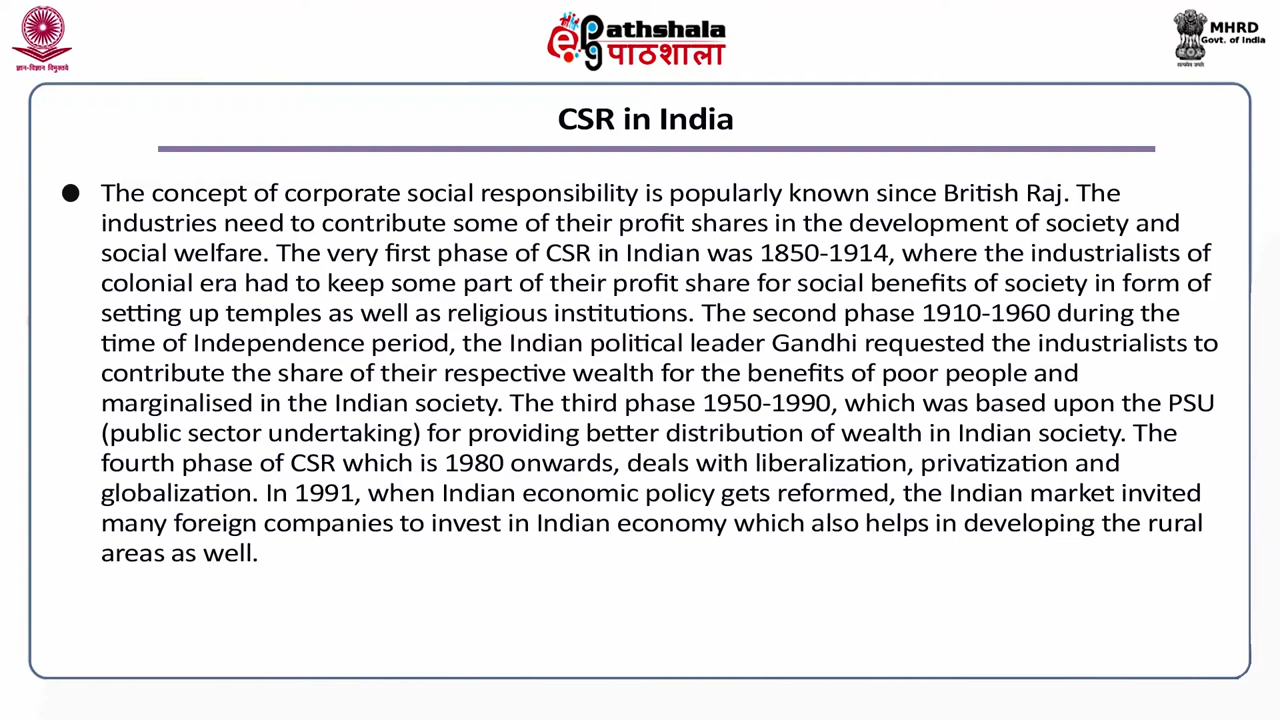 ज्ञान-विज्ञान विमुक्तये
epg Pathshala
पाठशाला
MHRD
Govt. of India
सत्यमेव जयते
CSR in India
● The concept of corporate social responsibility is popularly known since British Raj. The
industries need to contribute some of their profit shares in the development of society and
social welfare. The very first phase of CSR in Indian was 1850-1914, where the industrialists of
colonial era had to keep some part of their profit share for social benefits of society in form of
setting up temples as well as religious institutions. The second phase 1910-1960 during the
time of Independence period, the Indian political leader Gandhi requested the industrialists to
contribute the share of their respective wealth for the benefits of poor people and
marginalised in the Indian society. The third phase 1950-1990, which was based upon the PSU
(public sector undertaking) for providing better distribution of wealth in Indian society. The
fourth phase of CSR which is 1980 onwards, deals with liberalization, privatization and
globalization. In 1991, when Indian economic policy gets reformed, the Indian market invited
many foreign companies to invest in Indian economy which also helps in developing the rural
areas as well.